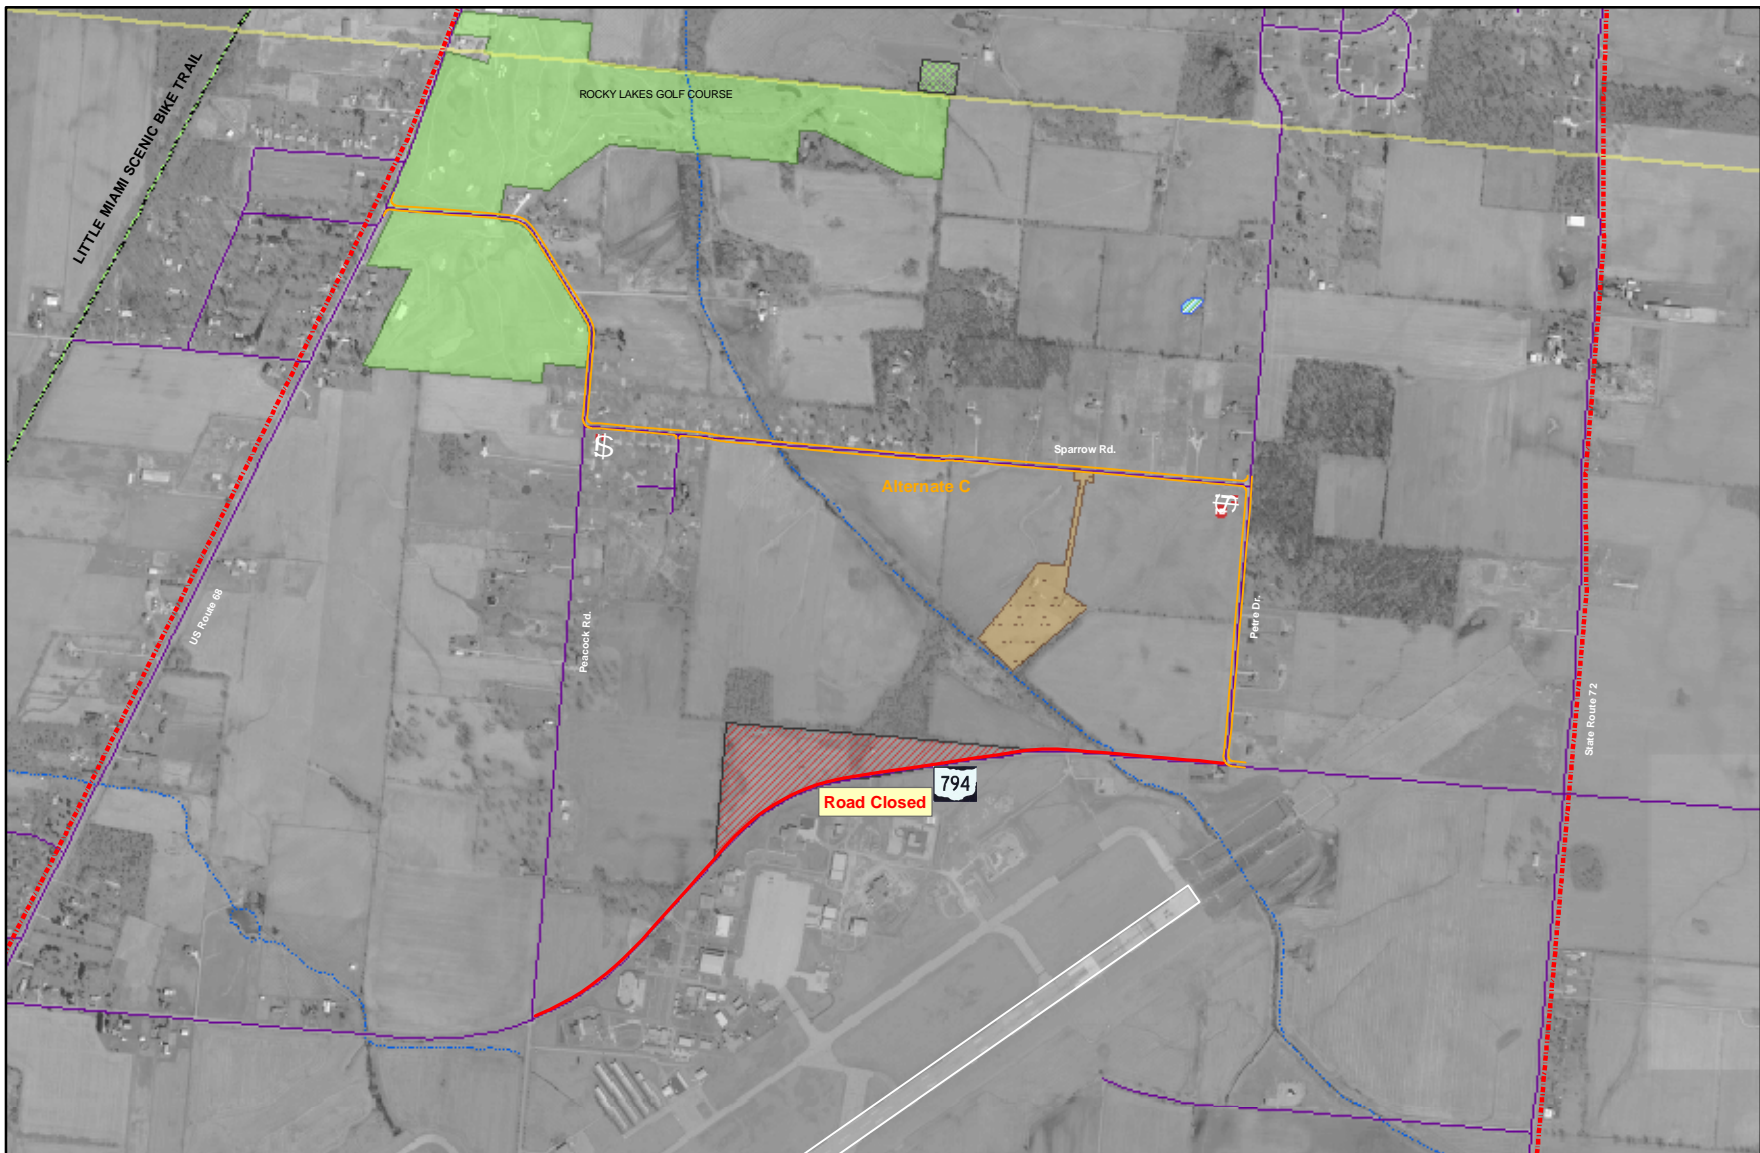 ROCKY LAKES GOLF COURSE
LITTLE MIAMI SCENIC BIKE TRAIL
Sparrow Rd.
Alternate C
US Route 68
Peacock Rd.
Petre Dr.
State Route 72
794
Road Closed